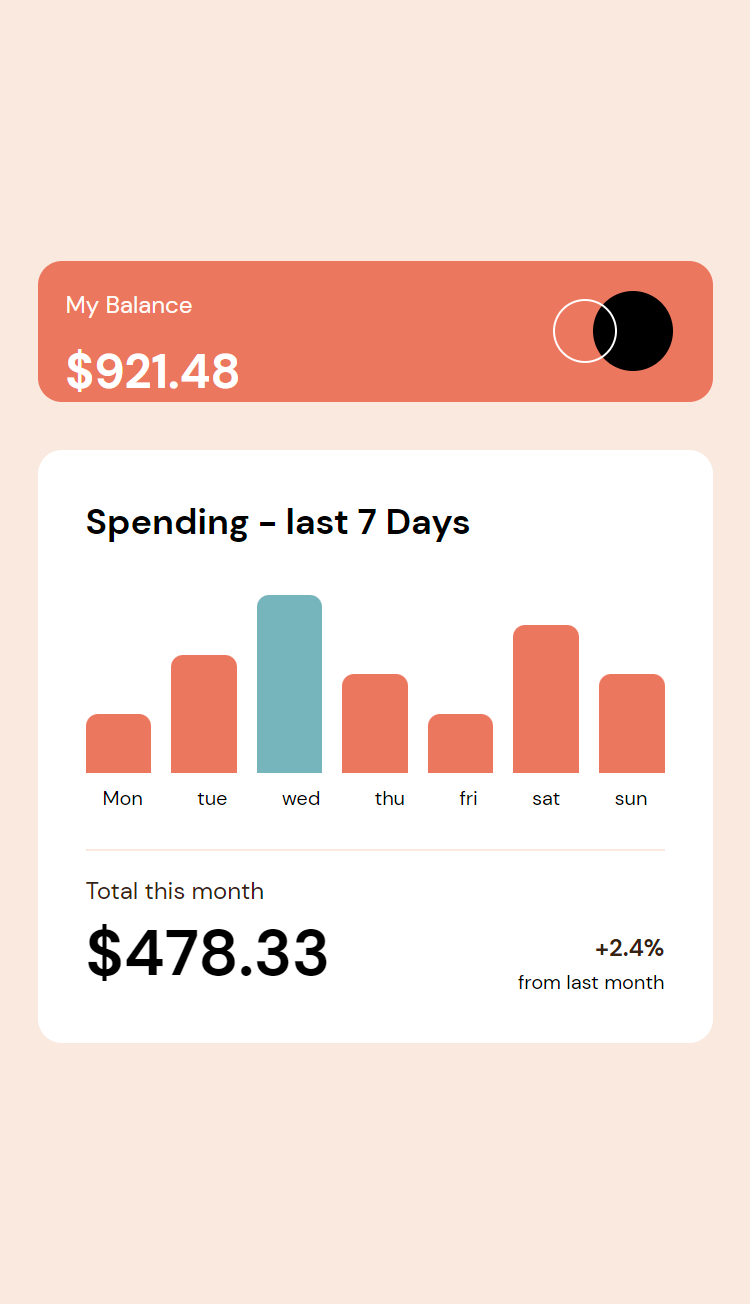 My Balance
$921.48
Spending - last 7 Days
Mon tue wed thu fri sat sun
Total this month
$478.33
+2.4%
from last month